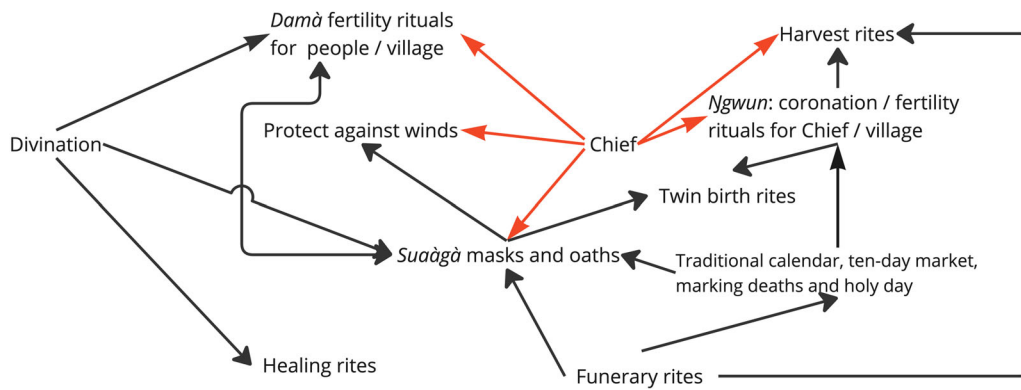 Damà fertility rituals
for people / village
Harvest rites
Ŋgwun: coronation / fertility
rituals for Chief / village
Protect against winds
Divination
Chief
Twin birth rites
Suaàgà masks and oaths
Traditional calendar, ten-day market,
marking deaths and holy day
Healing rites
Funerary rites